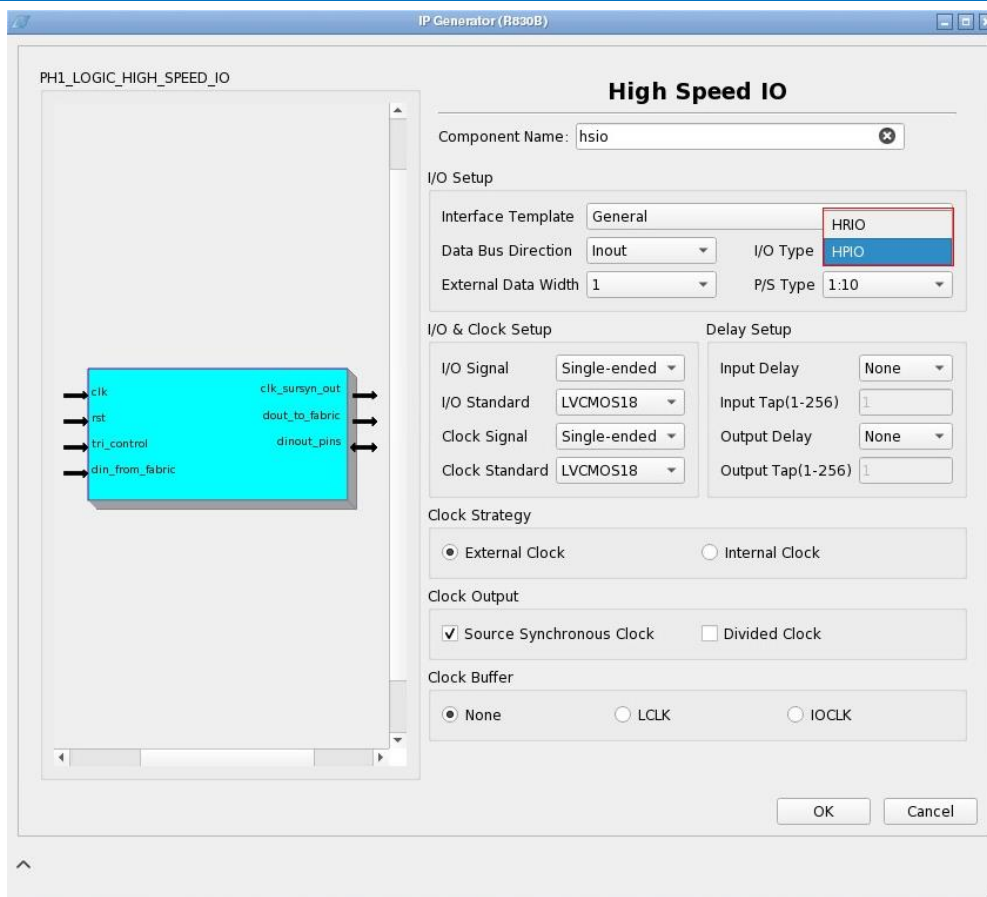 IP Generator (R830B)
PH1_LOGIC_HIGH_SPEED_IO
clk
rst
tri_control
din_from_fabric
clk_sursyn_out
dout_to_fabric
dinout_pins
High Speed IO
Component Name: hsio
I/O Setup
Interface Template General
HRIO
Data Bus Direction Inout I/O Type HPIO
External Data Width 1 P/S Type 1:10
I/O & Clock Setup
I/O Signal Single-ended
I/O Standard LVCMOS18
Clock Signal Single-ended
Clock Standard LVCMOS18
Delay Setup
Input Delay None
Input Tap(1-256) 1
Output Delay None
Output Tap(1-256) 1
Clock Strategy
External Clock Internal Clock
Clock Output
Source Synchronous Clock Divided Clock
Clock Buffer
None LCLK IOCLK
OK Cancel